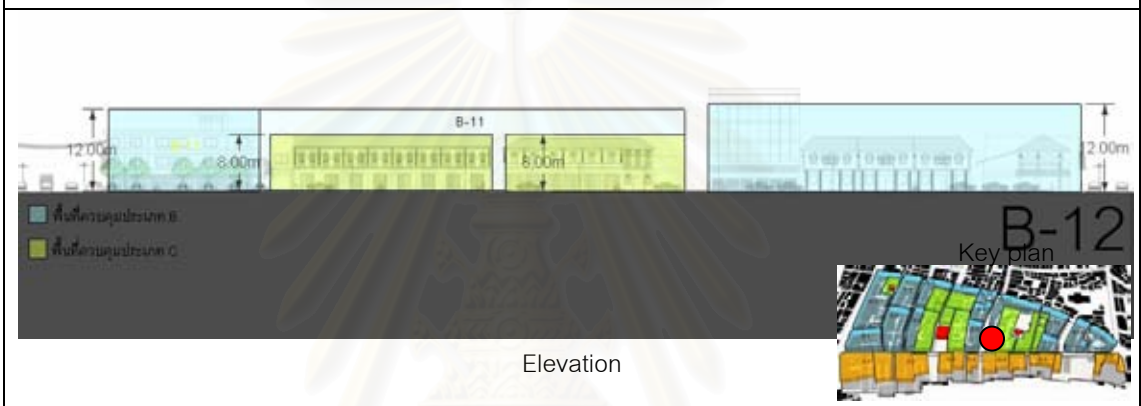 B-11
12.00m
8.00m
8.00m
2.00m
พื้นที่ควบคุมประเภท B
พื้นที่ควบคุมประเภท C
B-12
Key plan
Elevation